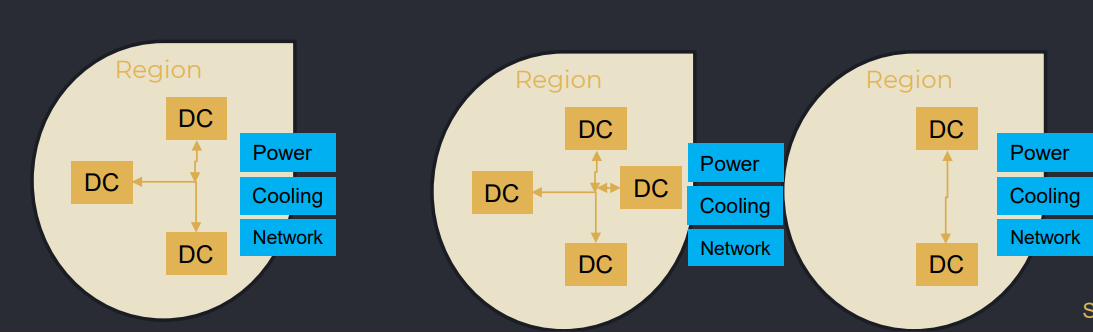 Region
DC
DC
DC
Power
Cooling
Network
Region
DC
DC
DC
DC
Power
Cooling
Network
Region
DC
DC
Power
Cooling
Network
S